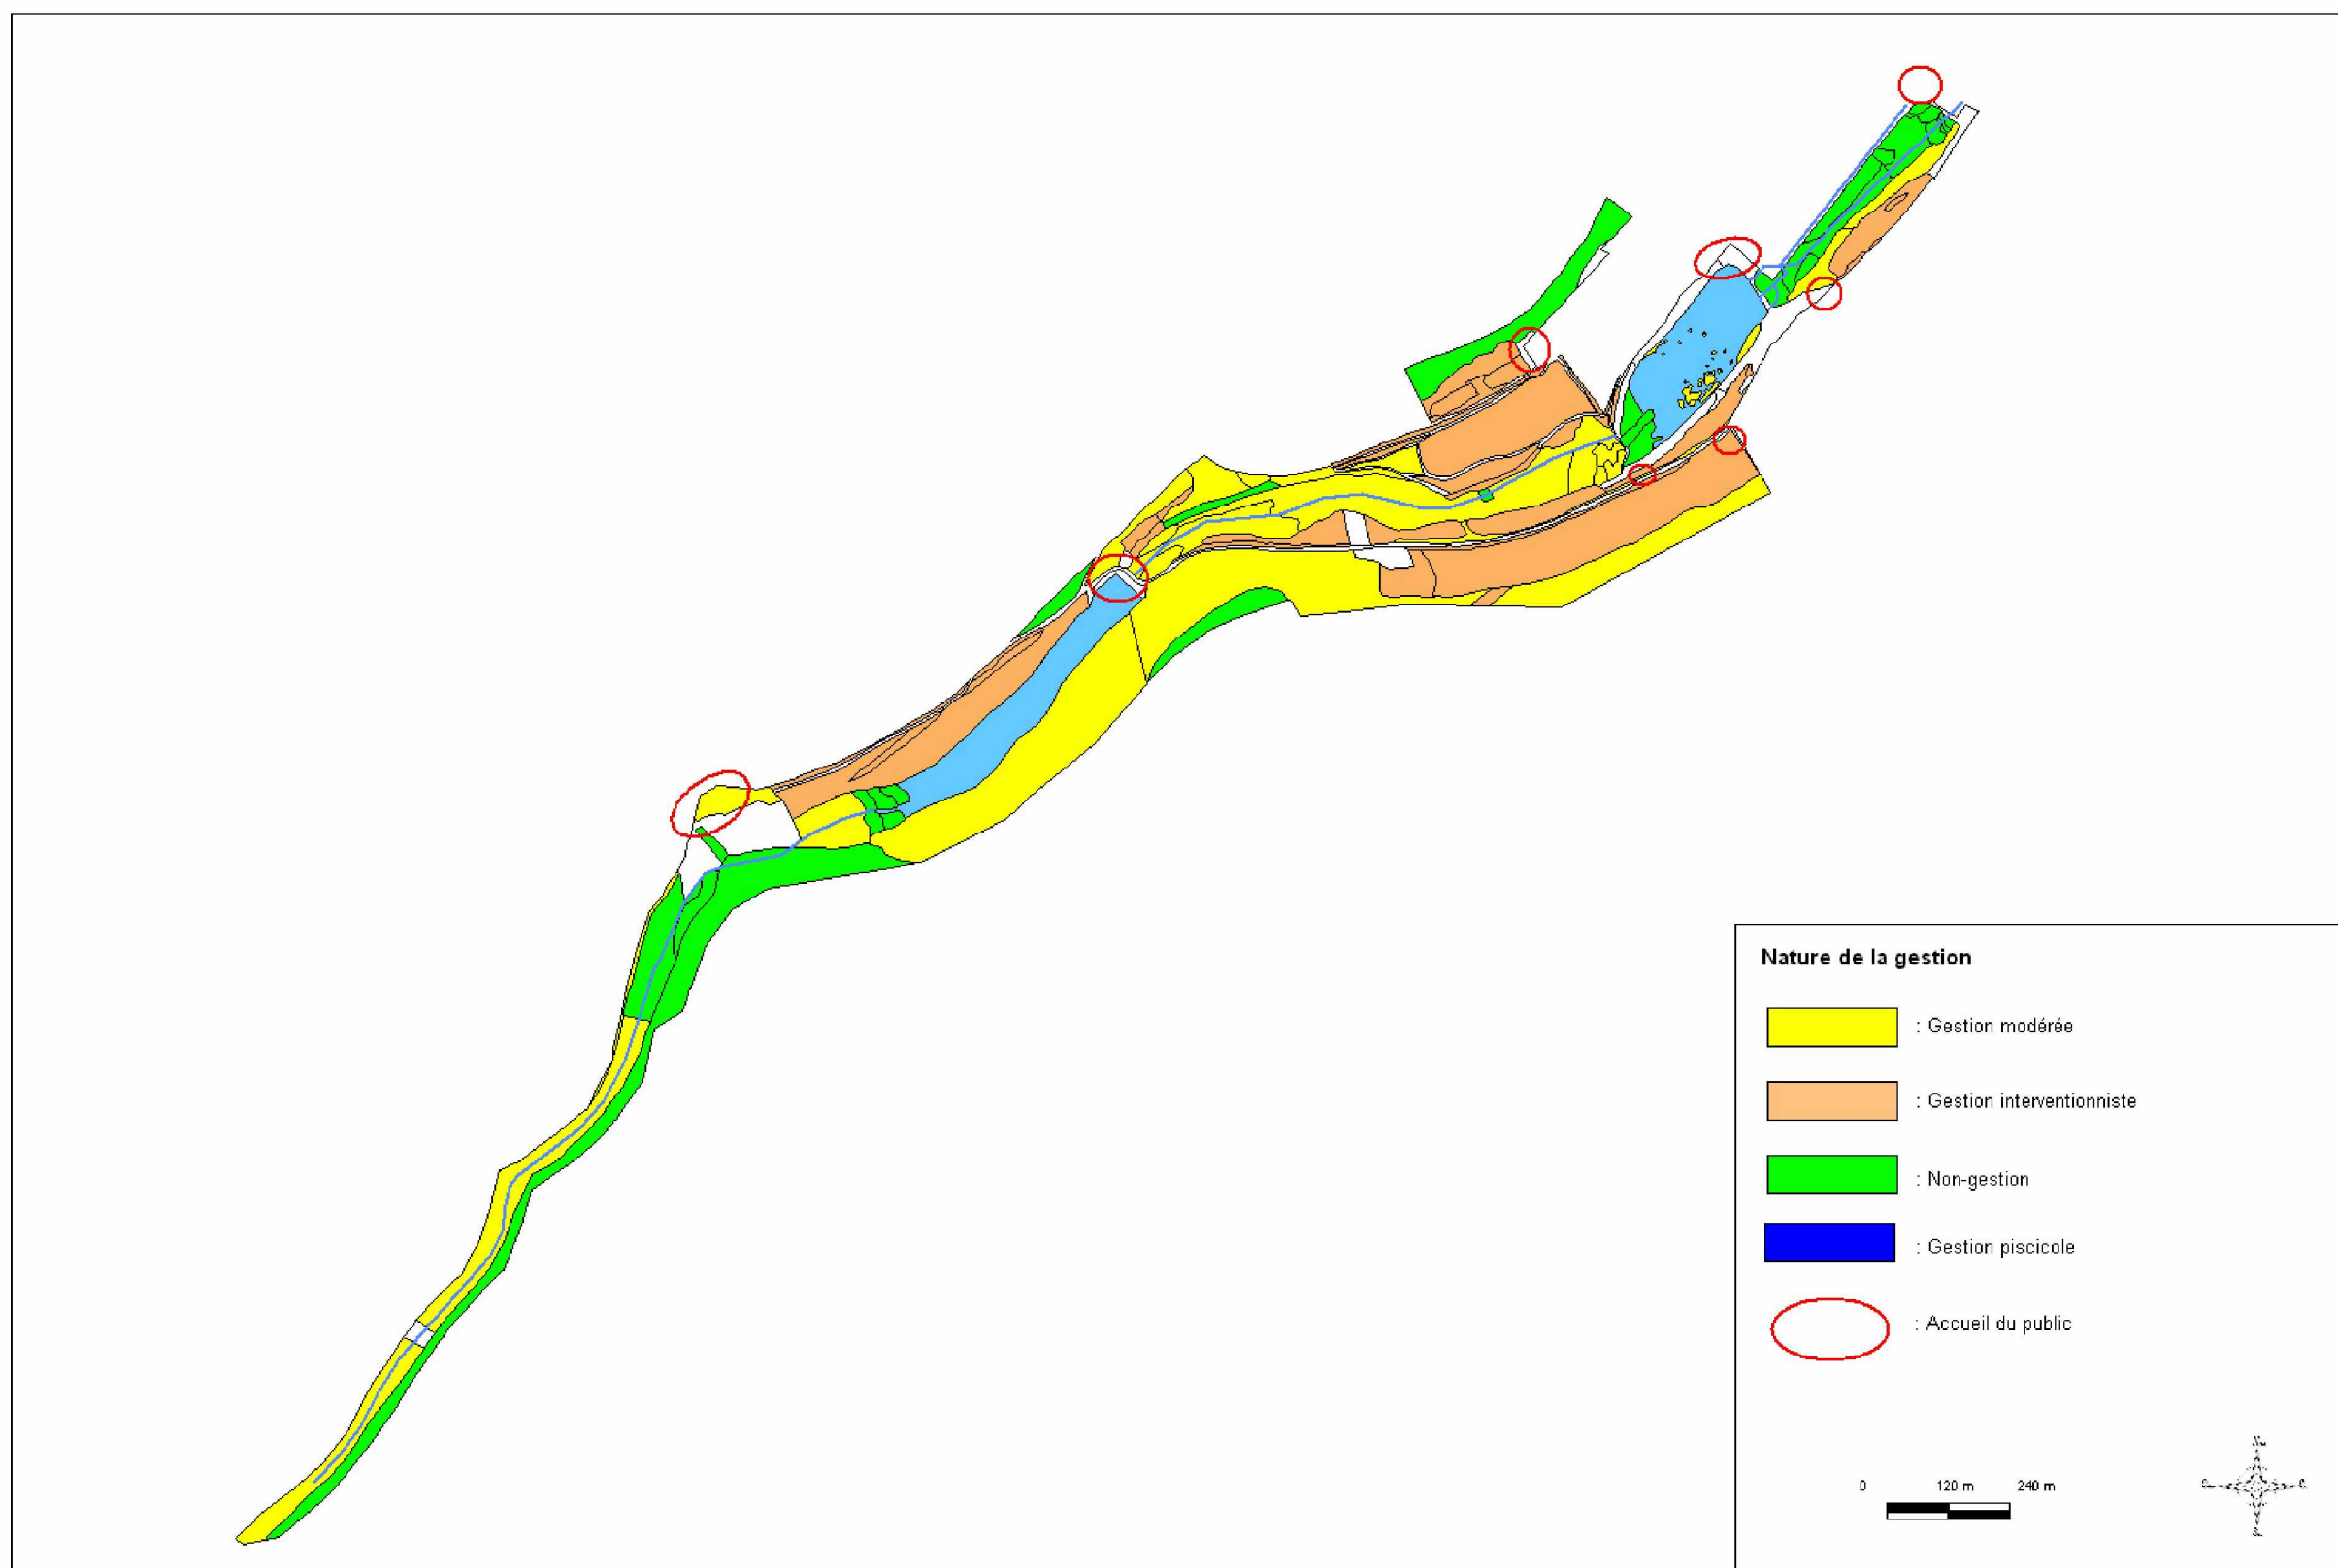 Nature de la gestion
: Gestion modérée
: Gestion interventionniste
: Non-gestion
: Gestion piscicole
: Accueil du public
0 120 m 240 m